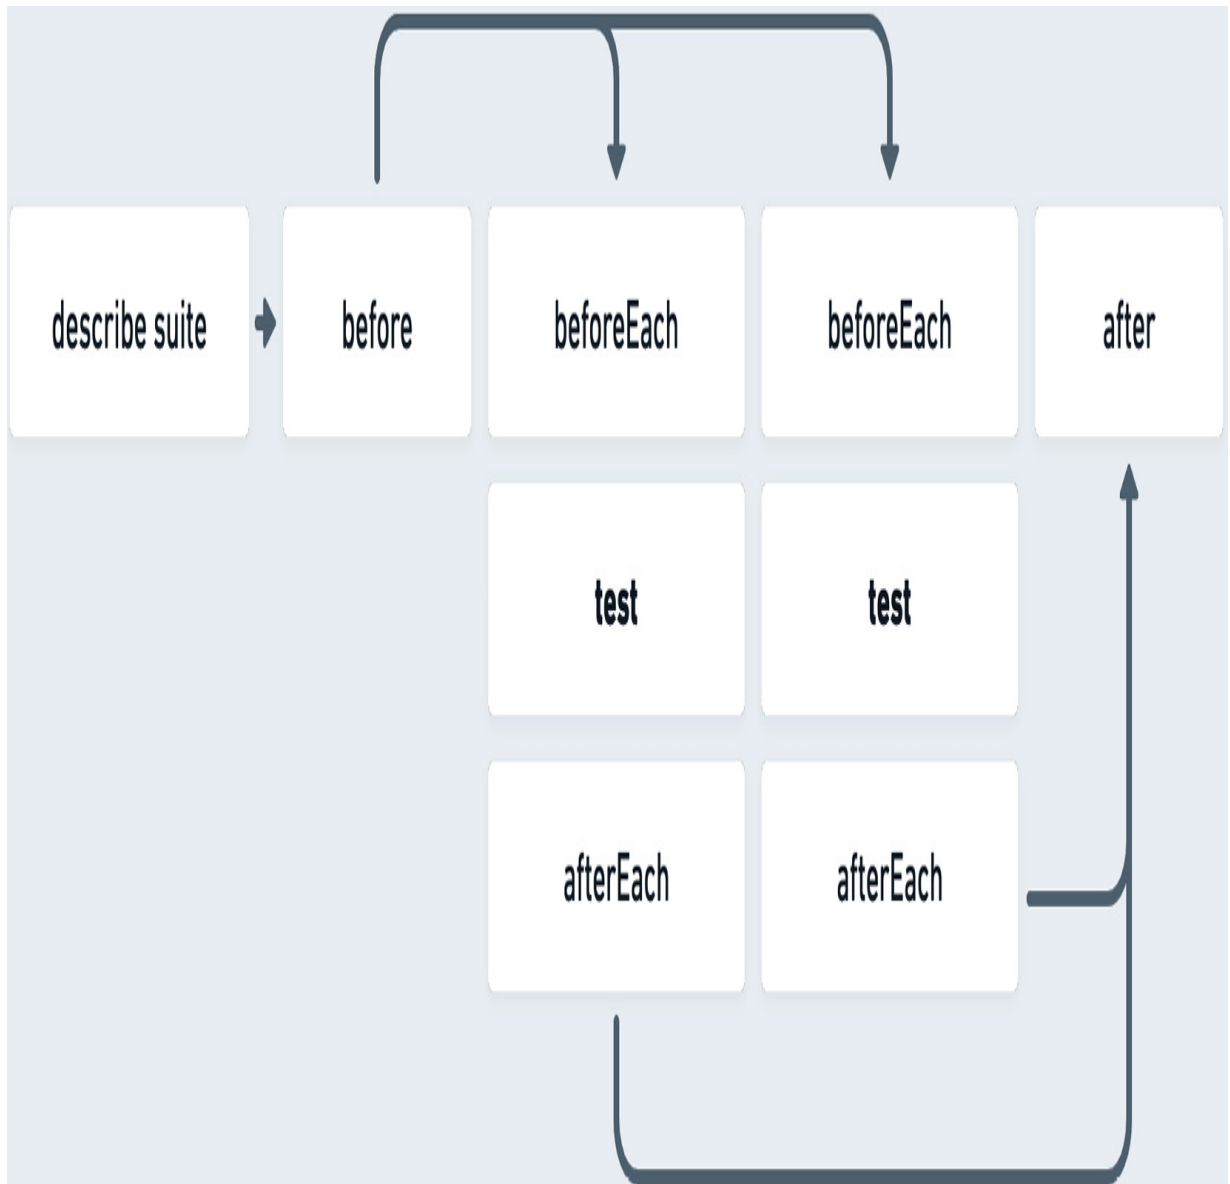 describe suite
before
beforeEach
beforeEach
after
test
test
afterEach
afterEach